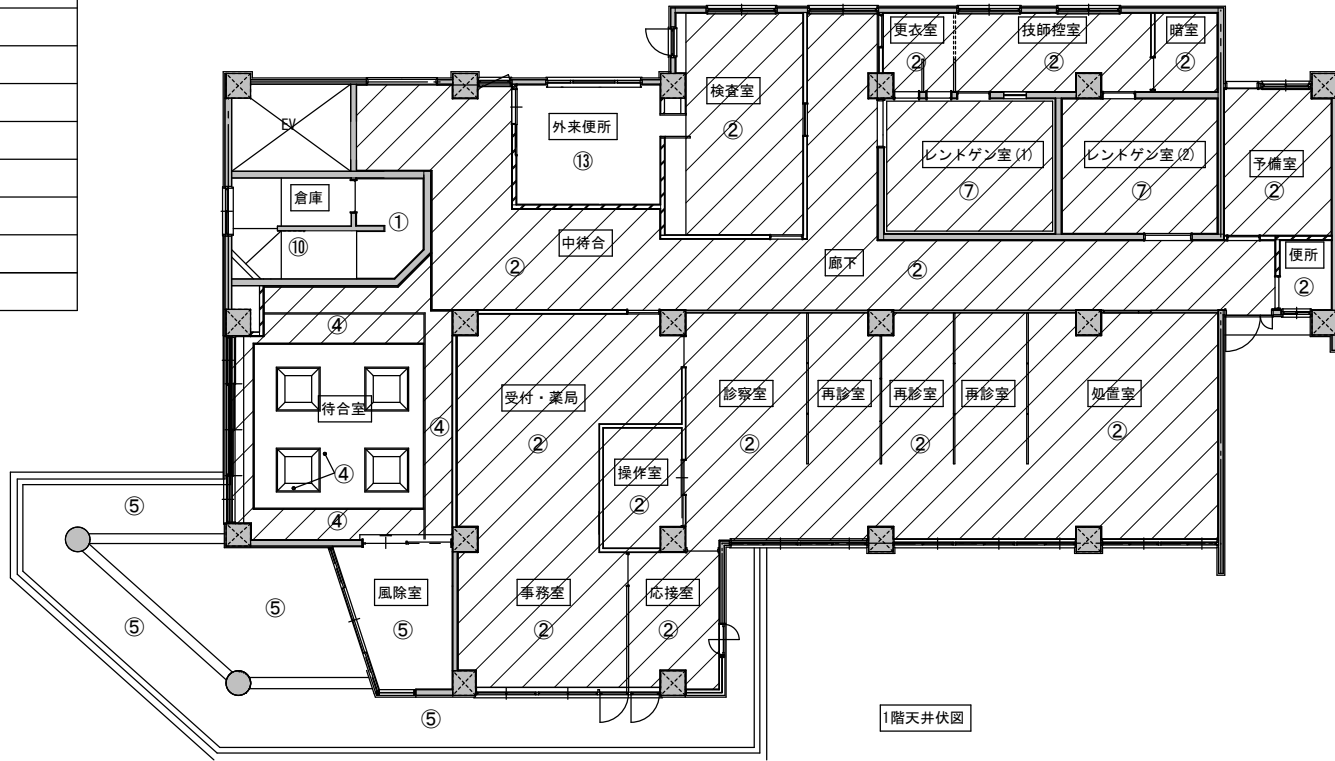 更衣室
②
技師控室
②
暗室
②
検査室
②
EV
外来便所
⑬
レントゲン室(1)
⑦
レントゲン室(2)
⑦
予備室
②
倉庫
①
⑩
中待合
②
廊下
②
便所
②
④
待合室
④
④
④
受付・薬局
②
操作室
②
診察室
②
再診室
再診室
②
再診室
処置室
②
⑤
⑤
⑤
風除室
⑤
事務室
②
応接室
②
⑤
1階天井伏図